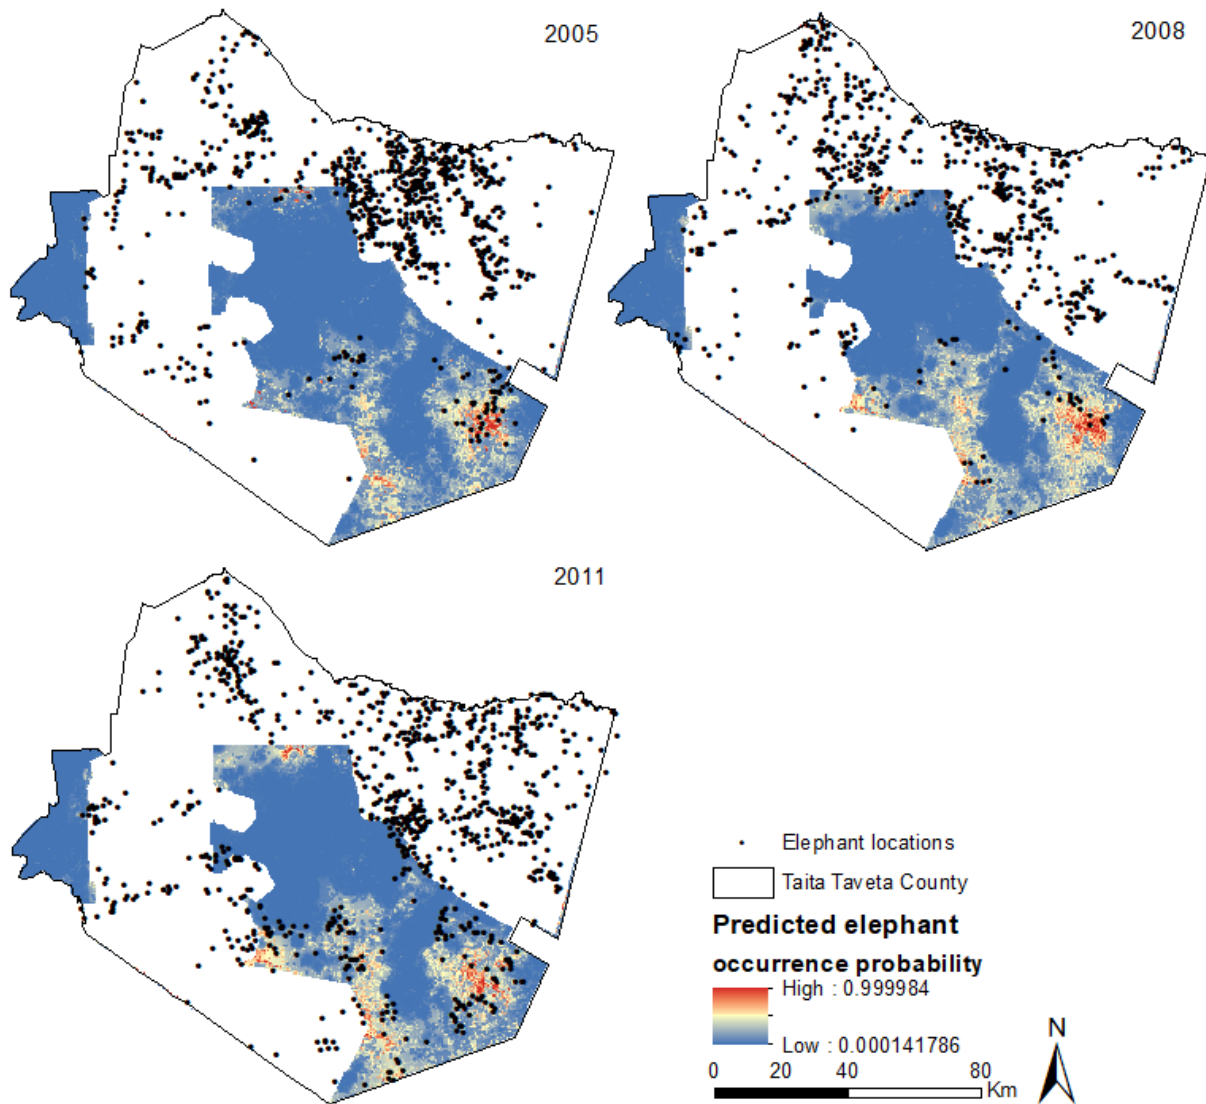 2005
2008
2011
Elephant locations
Taita Taveta County
Predicted elephant
occurrence probability
High : 0.999984
Low : 0.000141786
N
0 20 40 80
Km